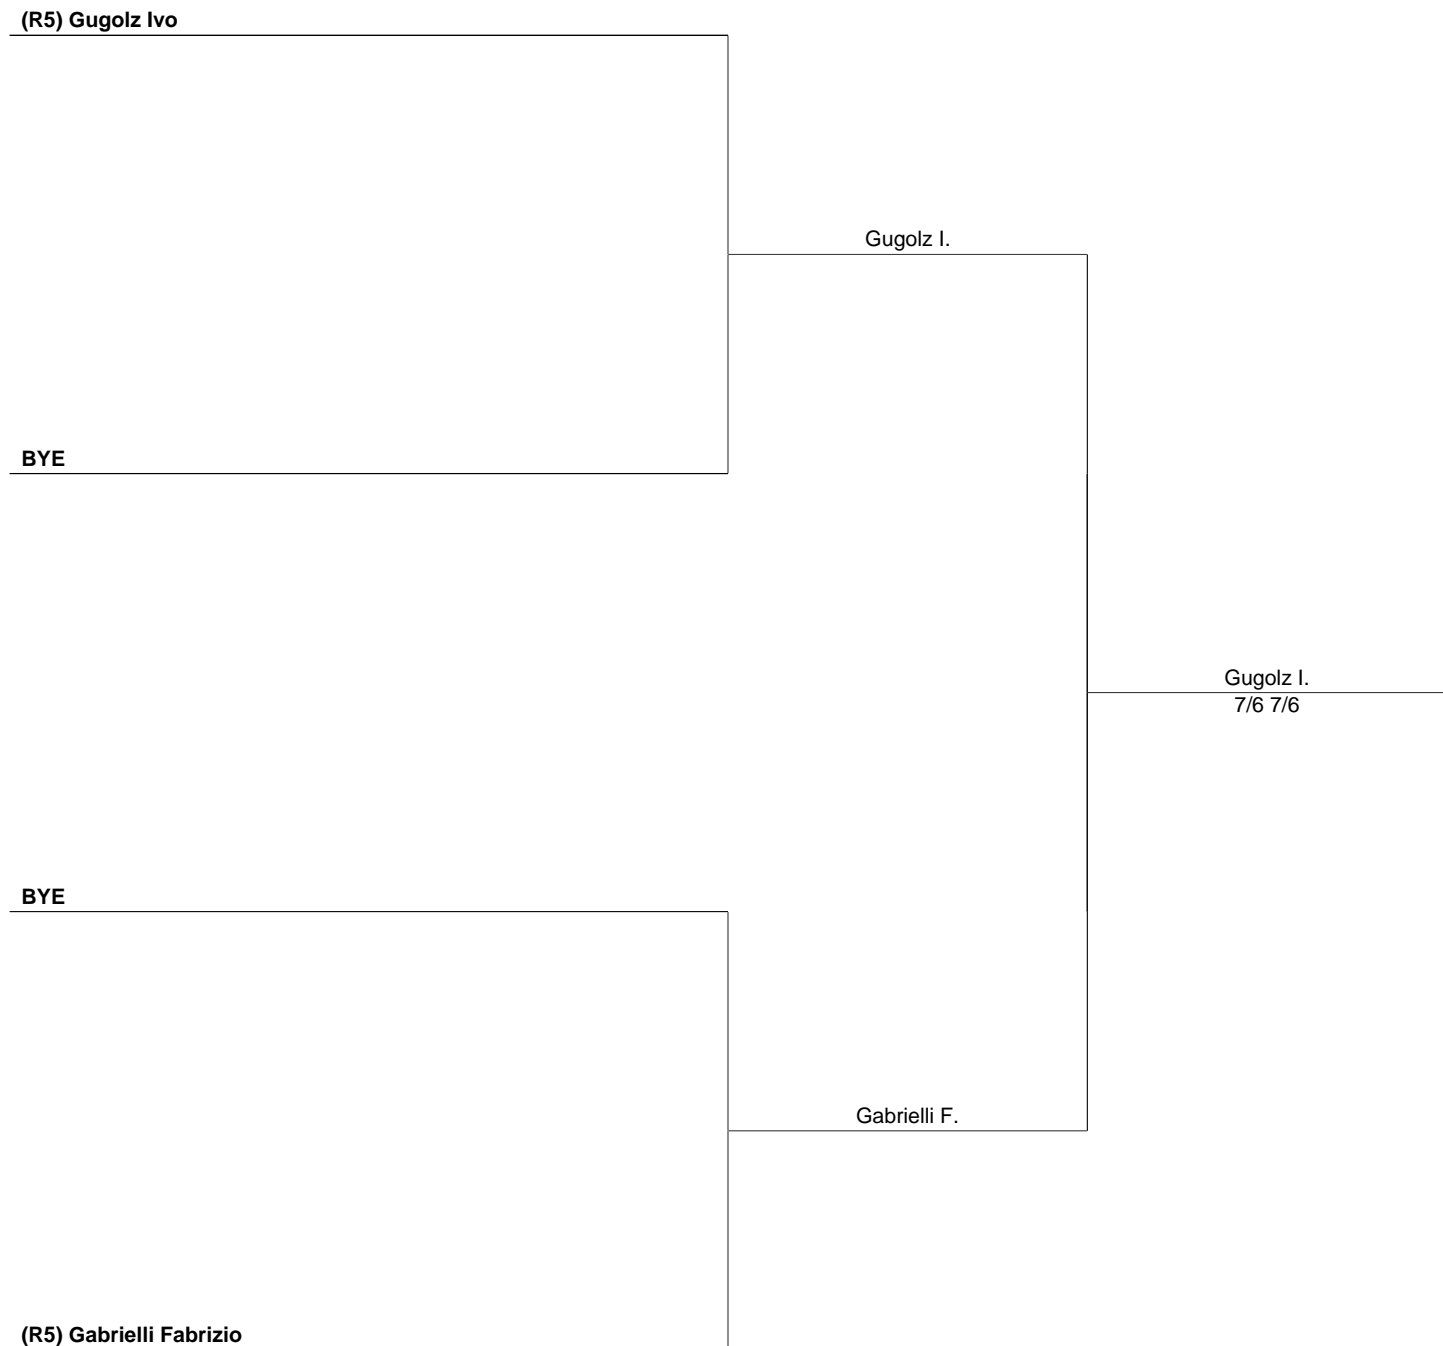 (R5) Gugolz Ivo
Gugolz I.
BYE
Gugolz I.
7/6 7/6
BYE
Gabrielli F.
(R5) Gabrielli Fabrizio